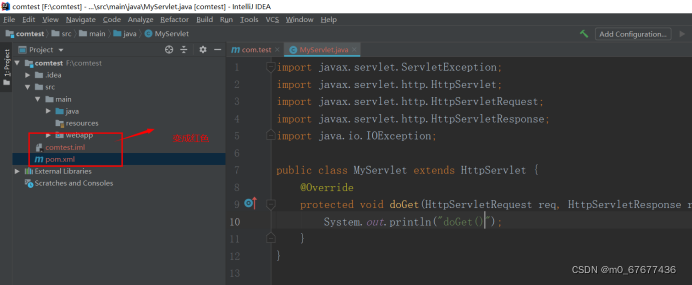 comtest [F:\comtest] - ...\src\main\java\MyServlet.java [comtest] - IntelliJ IDEA
File Edit View Navigate Code Analyze Refactor Build Run Tools VCS Window Help
comtest src main java MyServlet
Add Configuration...
1: Project
Project
com.test
MyServlet.java
comtest F:\comtest
.idea
src
main
java
resources
webapp
comtest.iml
pom.xml
External Libraries
Scratches and Consoles
1 import javax.servlet.ServletException;
2 import javax.servlet.http.HttpServlet;
3 import javax.servlet.http.HttpServletRequest;
4 import javax.servlet.http.HttpServletResponse;
5 import java.io.IOException;
6
7 public class MyServlet extends HttpServlet {
8 @Override
9 protected void doGet(HttpServletRequest req, HttpServletResponse r
10 System.out.println("doGet()");
11 }
12 }
CSDN @m0_67677436